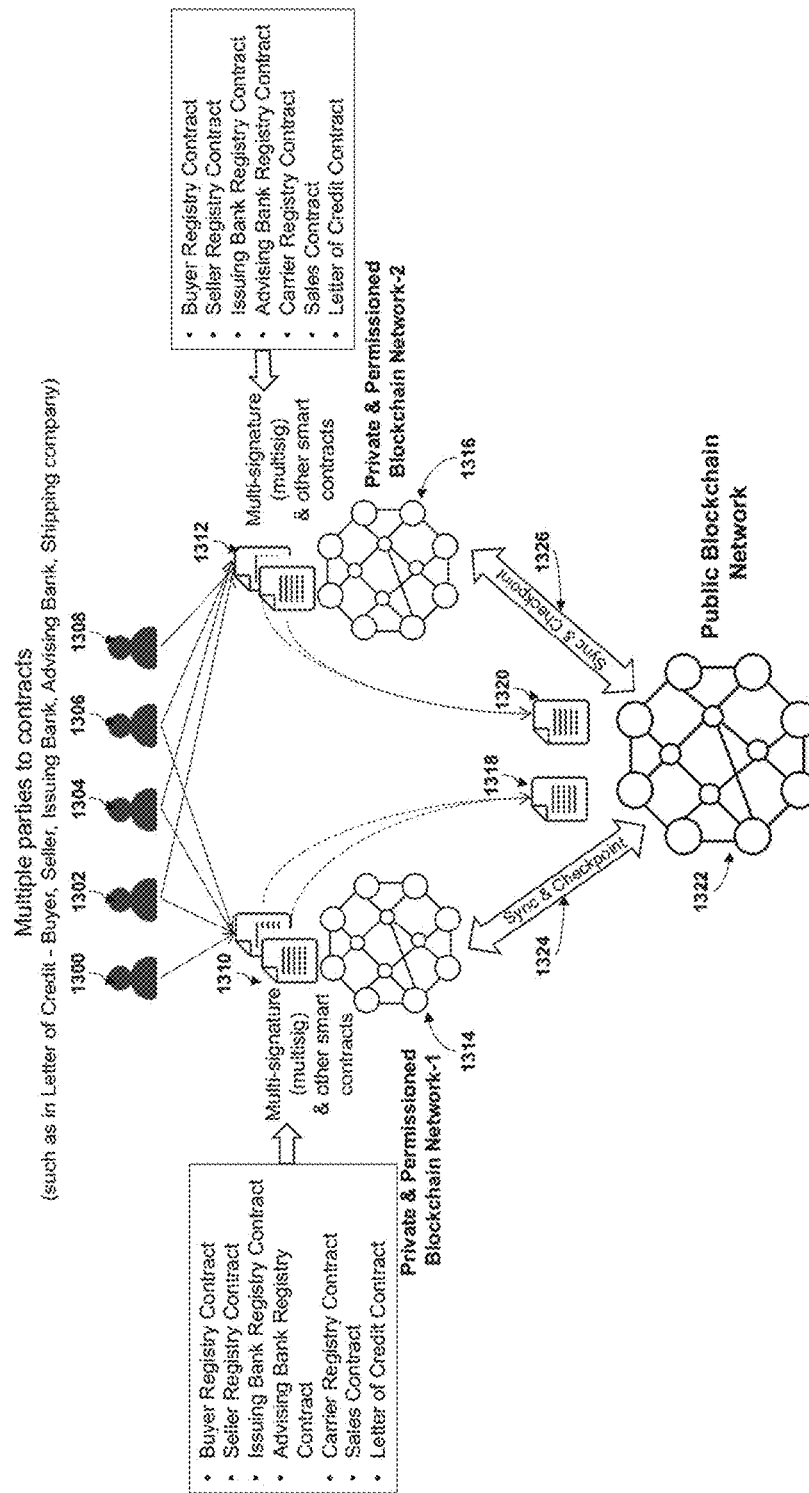 Multiple parties to contracts
(such as in Letter of Credit - Buyer, Seller, Issuing Bank, Advising Bank, Shipping company)
1300
1302
1304
1306
1308
• Buyer Registry Contract
• Seller Registry Contract
• Issuing Bank Registry Contract
• Advising Bank Registry
Contract
• Carrier Registry Contract
• Sales Contract
• Letter of Credit Contract
1310
Multi-signature
(multisig)
& other smart
contracts
Private & Permissioned
Blockchain Network-1
1314
1312
Multi-signature
(multisig)
& other smart
contracts
• Buyer Registry Contract
• Seller Registry Contract
• Issuing Bank Registry Contract
• Advising Bank Registry Contract
• Carrier Registry Contract
• Sales Contract
• Letter of Credit Contract
Private & Permissioned
Blockchain Network-2
1316
1318
1320
Sync & Checkpoint
1324
Sync & Checkpoint
1326
1322
Public Blockchain
Network